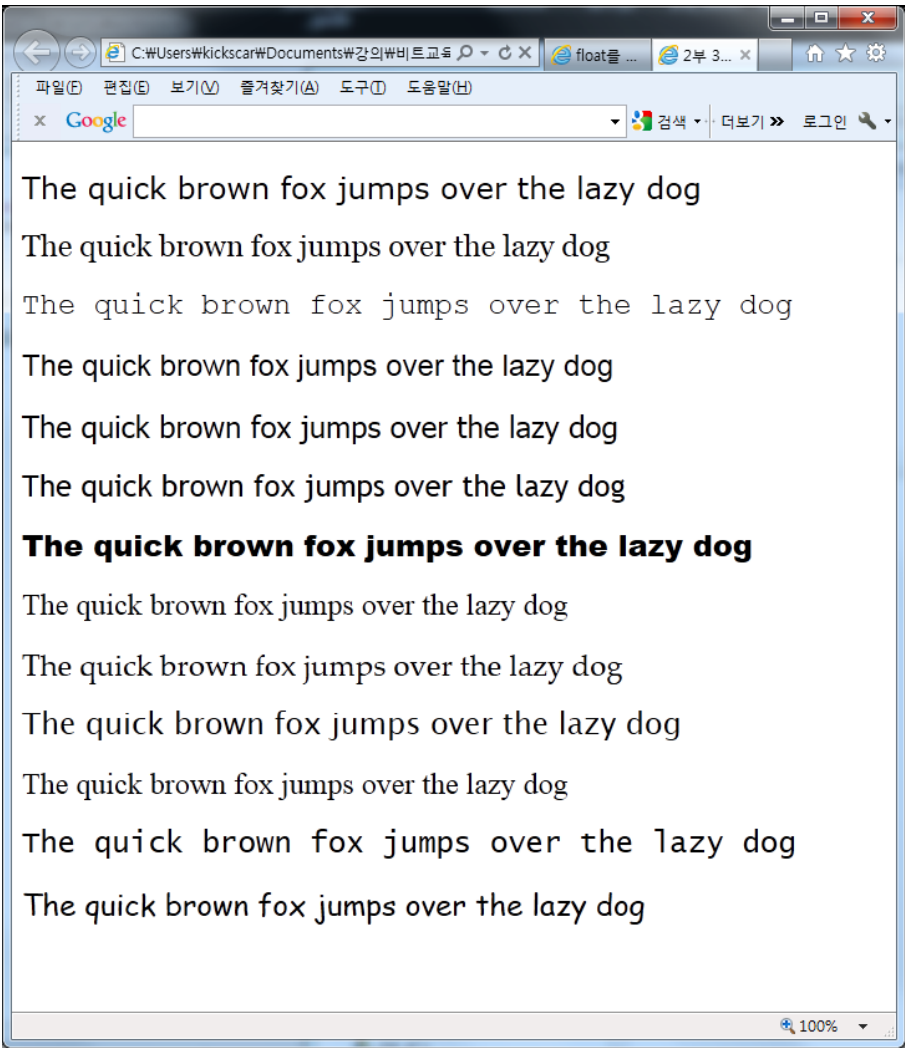 C:₩Users₩kickscar₩Documents₩강의₩비트교육
float를 ...
2부 3...
파일(F) 편집(E) 보기(V) 즐겨찾기(A) 도구(T) 도움말(H)
x Google 검색 더보기 » 로그인
The quick brown fox jumps over the lazy dog
The quick brown fox jumps over the lazy dog
The quick brown fox jumps over the lazy dog
The quick brown fox jumps over the lazy dog
The quick brown fox jumps over the lazy dog
The quick brown fox jumps over the lazy dog
The quick brown fox jumps over the lazy dog
The quick brown fox jumps over the lazy dog
The quick brown fox jumps over the lazy dog
The quick brown fox jumps over the lazy dog
The quick brown fox jumps over the lazy dog
The quick brown fox jumps over the lazy dog
The quick brown fox jumps over the lazy dog
100%